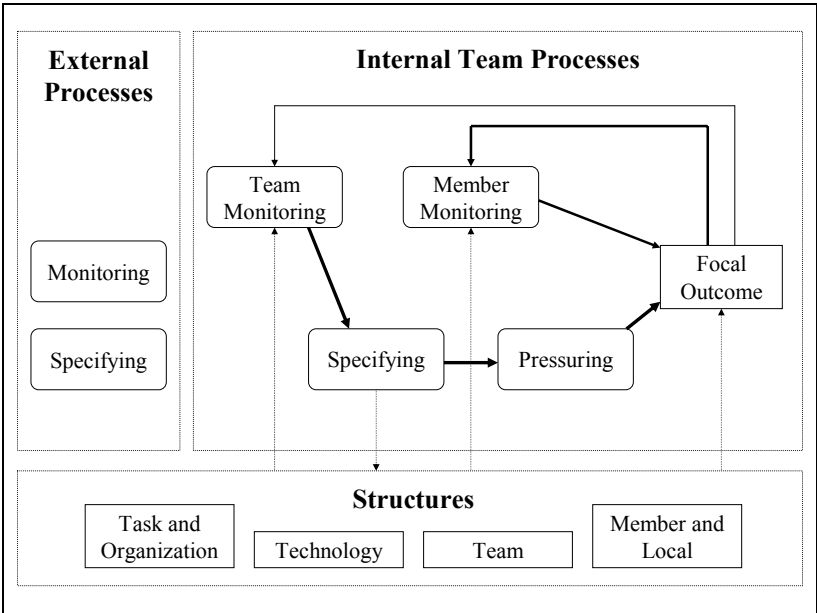 External
Processes
Internal Team Processes
Team
Monitoring
Member
Monitoring
Monitoring
Focal
Outcome
Specifying
Specifying
Pressuring
Structures
Task and
Organization
Technology
Team
Member and
Local